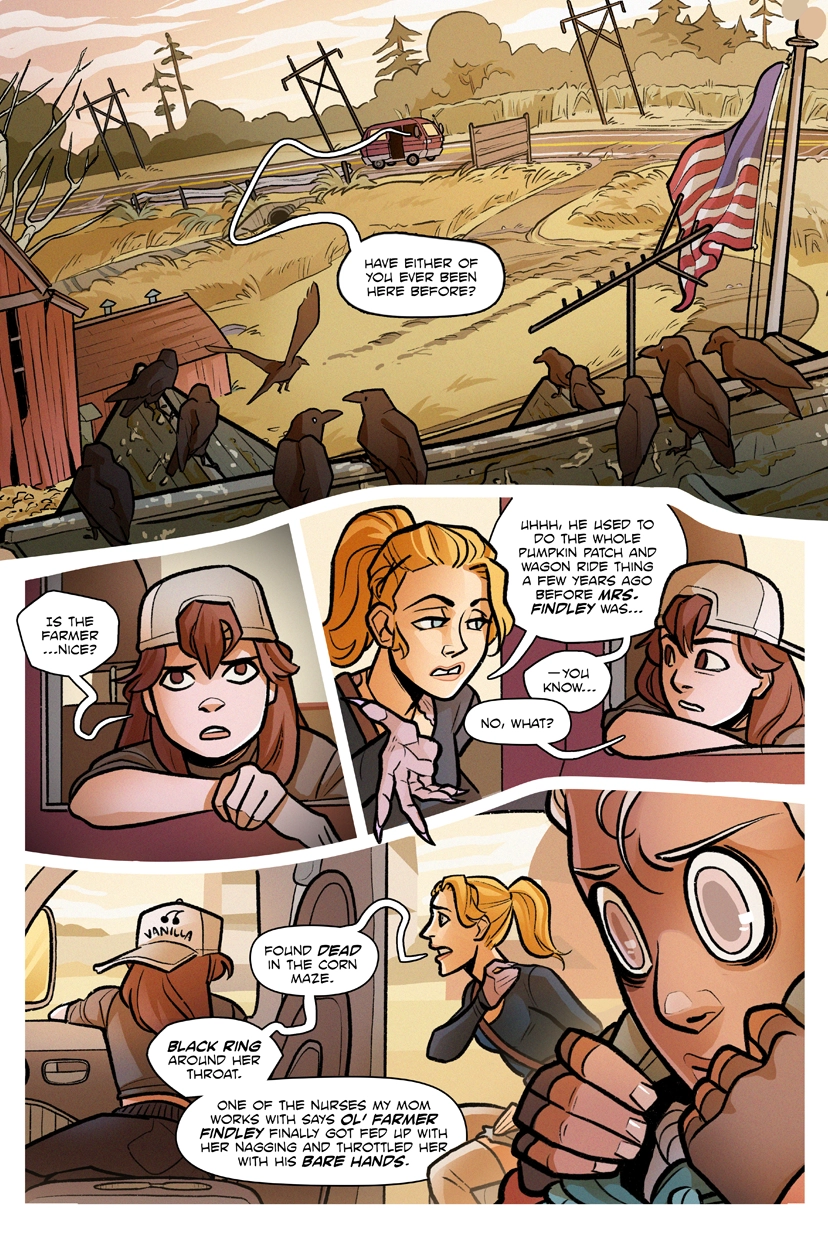 HAVE EITHER OF
YOU EVER BEEN
HERE BEFORE?
IS THE
FARMER
...NICE?
UHHH, HE USED TO
DO THE WHOLE
PUMPKIN PATCH AND
WAGON RIDE THING
A FEW YEARS AGO
BEFORE MRS.
FINDLEY WAS...
—YOU
KNOW...
NO, WHAT?
VANILLA
FOUND DEAD
IN THE CORN
MAZE.
BLACK RING
AROUND HER
THROAT.
ONE OF THE NURSES MY MOM
WORKS WITH SAYS OL' FARMER
FINDLEY FINALLY GOT FED UP WITH
HER NAGGING AND THROTTLED HER
WITH HIS BARE HANDS.